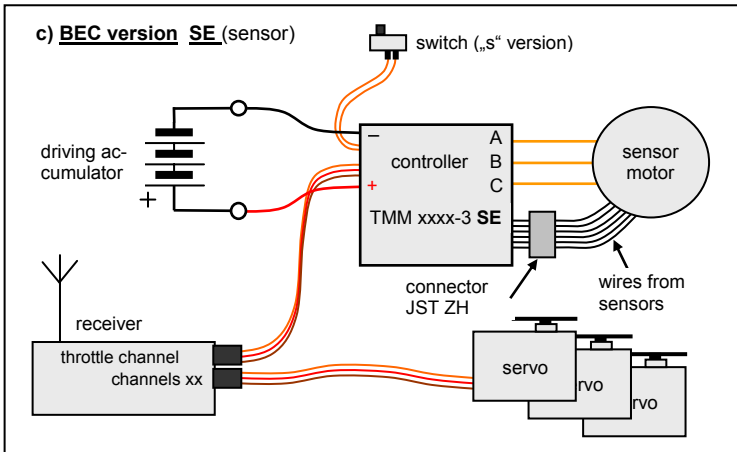 c) BEC version SE (sensor)
switch („s“ version)
driving ac-
cumulator
+
−
+
controller
TMM xxxx-3 SE
A
B
C
sensor
motor
connector
JST ZH
wires from
sensors
receiver
throttle channel
channels xx
servo
rvo
rvo